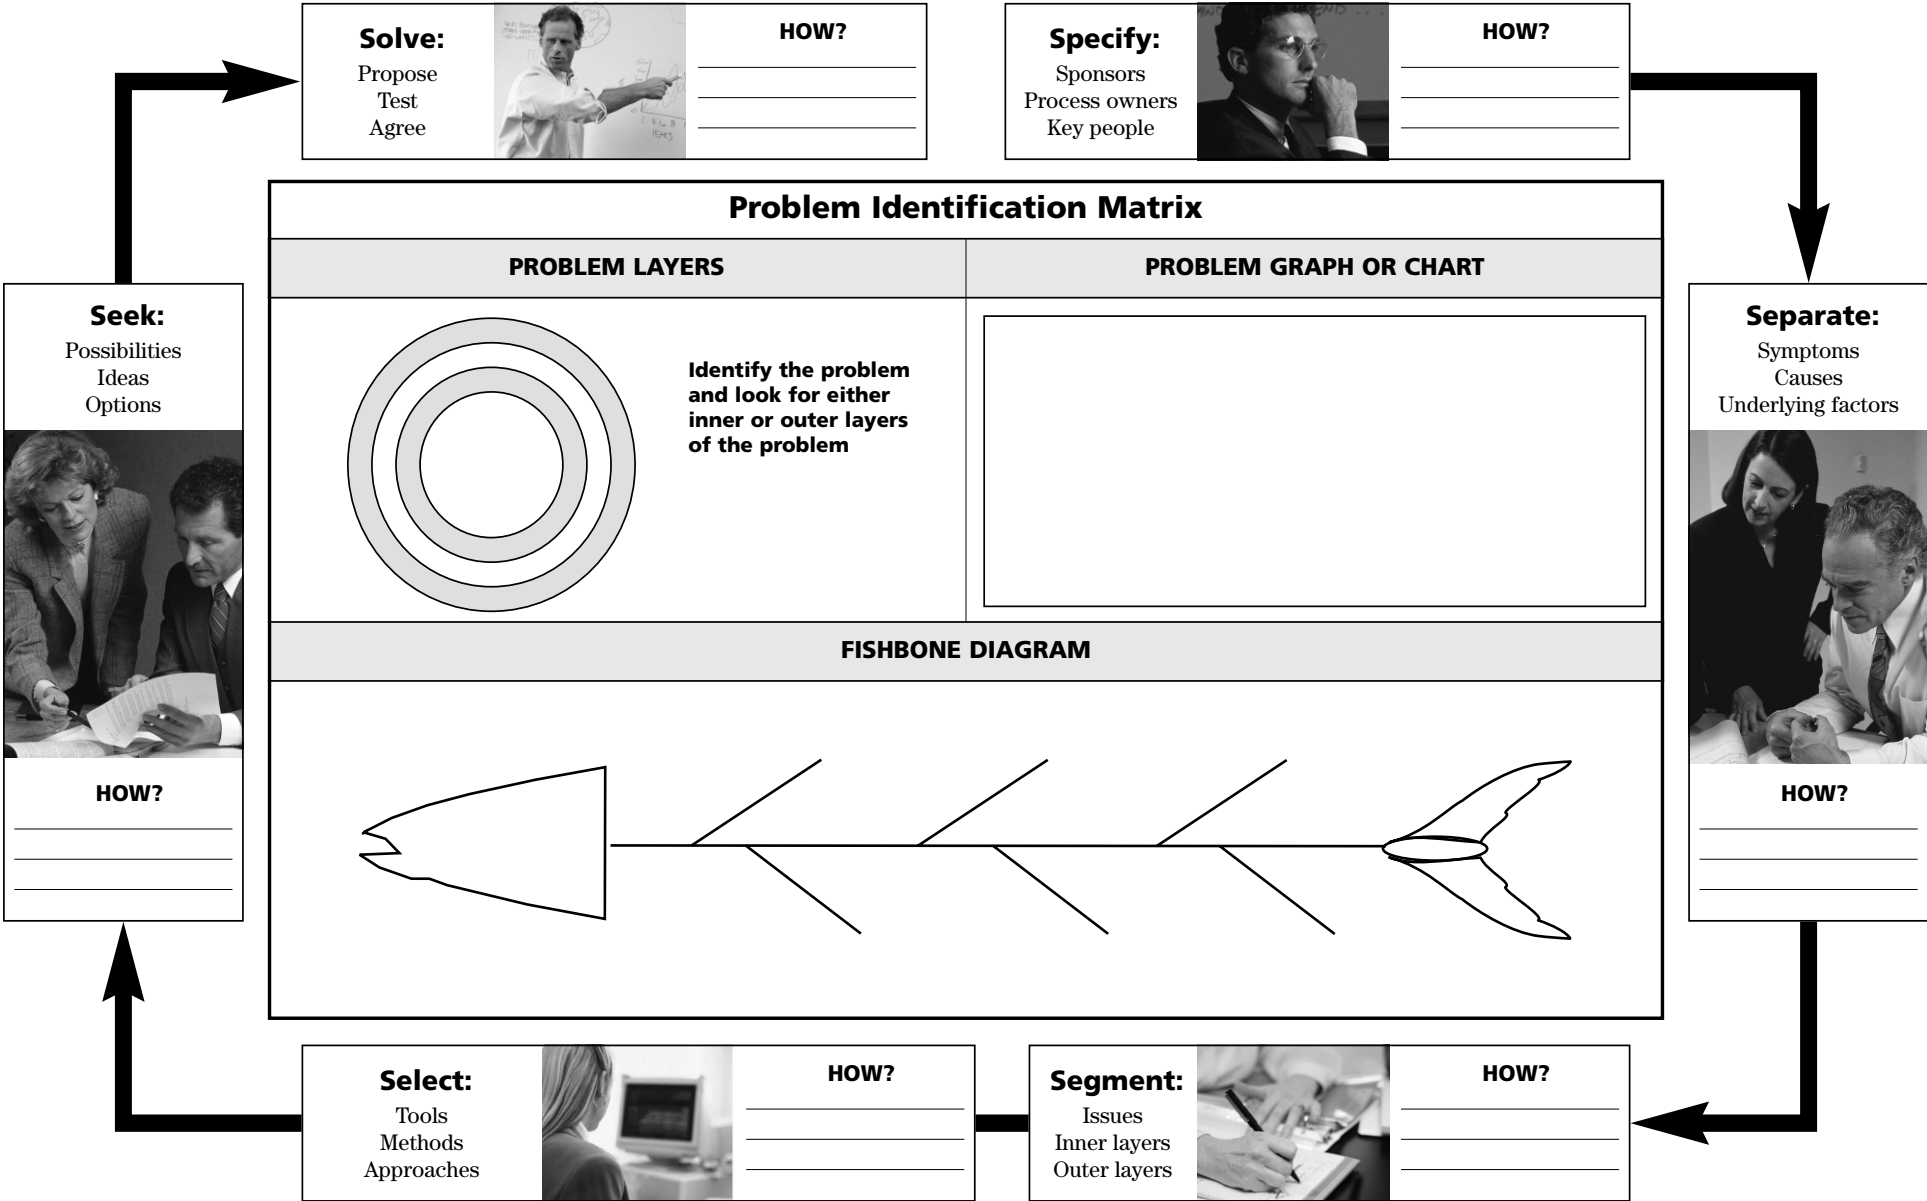 Solve:
Propose
Test
Agree
HOW?
Specify:
Sponsors
Process owners
Key people
HOW?
Problem Identification Matrix
PROBLEM LAYERS
PROBLEM GRAPH OR CHART
Identify the problem
and look for either
inner or outer layers
of the problem
Seek:
Possibilities
Ideas
Options
HOW?
Separate:
Symptoms
Causes
Underlying factors
HOW?
FISHBONE DIAGRAM
Select:
Tools
Methods
Approaches
HOW?
Segment:
Issues
Inner layers
Outer layers
HOW?